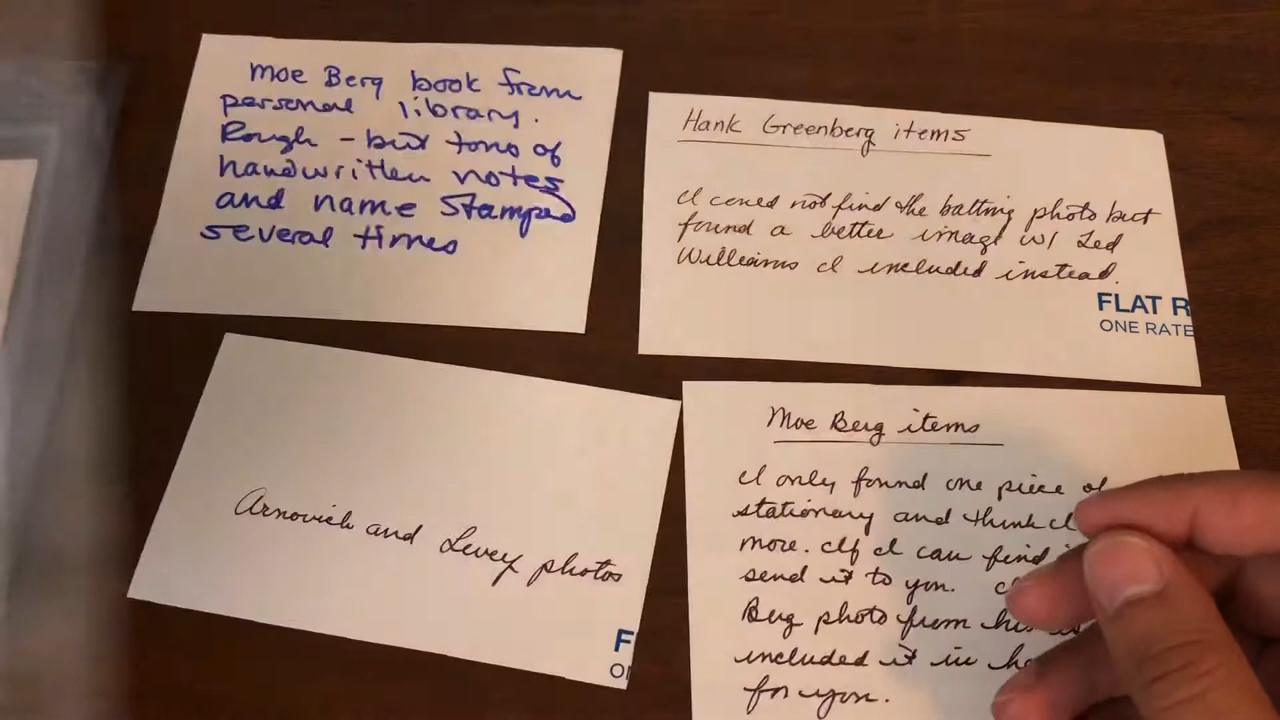 Moe Berg book from
personal library.
Rough - but tons of
handwritten notes
and name Stamped
several times
Hank Greenberg items
I could not find the batting photo but
found a better image w/ Ted
Williams I included instead.
FLAT R
ONE RATE
Arnovich and Levey photos
F
Moe Berg items
I only found one piece of
stationary and think I
more. If I can find
send it to you.
Berg photo from his
included it in
for you.